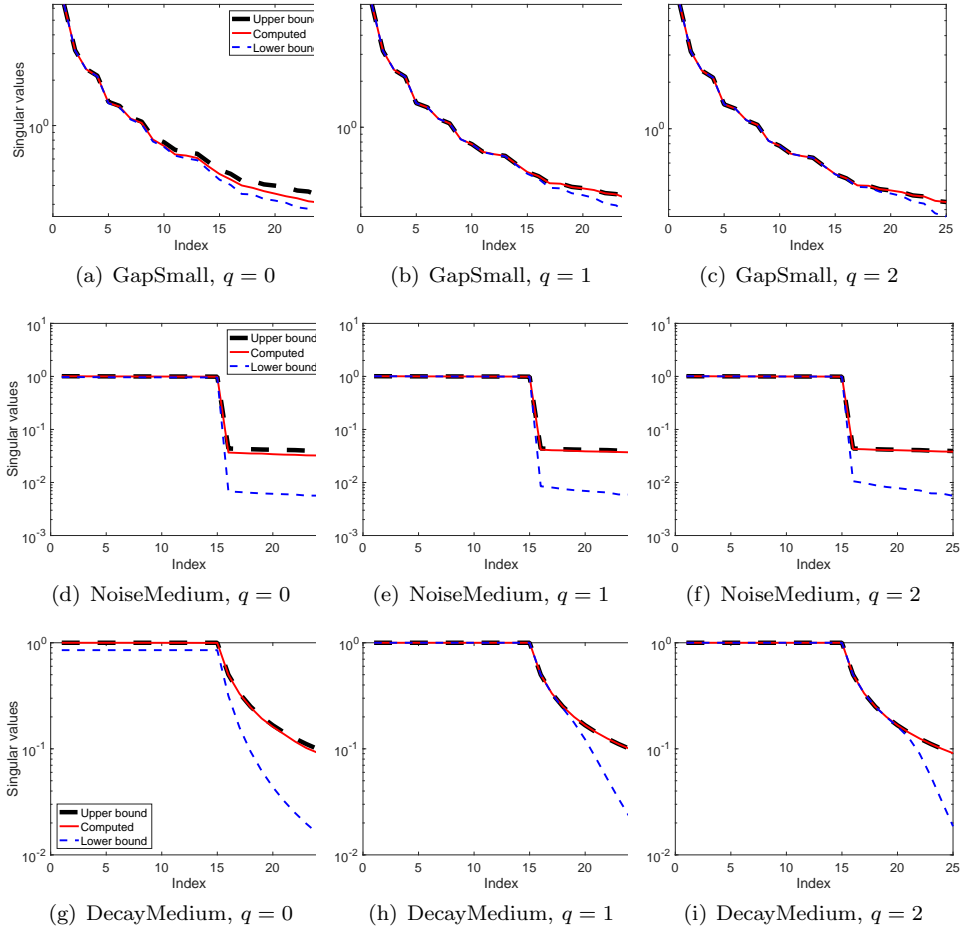 Upper bound
Computed
Lower bound
Singular values
10^0
10^0
10^0
0 5 10 15 20
0 5 10 15 20
0 5 10 15 20 25
Index
Index
Index
(a) GapSmall, q = 0
(b) GapSmall, q = 1
(c) GapSmall, q = 2
Upper bound
Computed
Lower bound
Singular values
10^1
10^0
10^-1
10^-2
10^-3
10^1
10^0
10^-1
10^-2
10^-3
10^1
10^0
10^-1
10^-2
10^-3
0 5 10 15 20
0 5 10 15 20
0 5 10 15 20 25
Index
Index
Index
(d) NoiseMedium, q = 0
(e) NoiseMedium, q = 1
(f) NoiseMedium, q = 2
Singular values
10^0
10^-1
10^-2
Upper bound
Computed
Lower bound
10^0
10^-1
10^-2
10^0
10^-1
10^-2
0 5 10 15 20
0 5 10 15 20
0 5 10 15 20 25
Index
Index
Index
(g) DecayMedium, q = 0
(h) DecayMedium, q = 1
(i) DecayMedium, q = 2